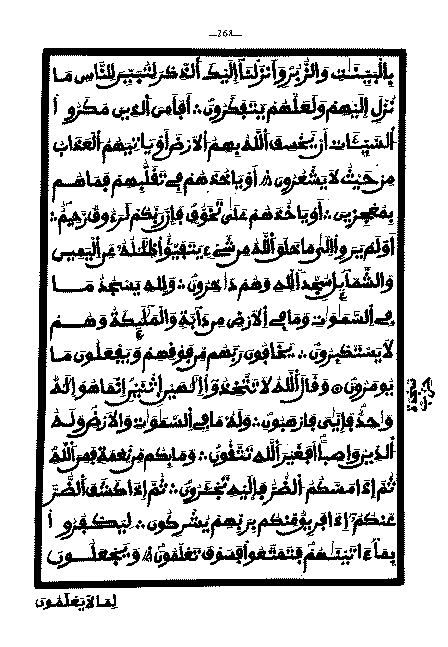 —268—
بِالْبَيِّنَٰتِ وَالزُّبُرِ وَأَنزَلْنَآ إِلَيْكَ الذِّكْرَ لِتُبَيِّنَ لِلنَّاسِ مَا
نُزِّلَ إِلَيْهِمْ وَلَعَلَّهُمْ يَتَفَكَّرُونَ ؞ أَفَأَمِنَ الَّذِينَ مَكَرُوا
السَّيِّـَٔاتِ أَنْ يَّخْسِفَ اللَّهُ بِهِمُ الْأَرْضَ أَوْ يَأْتِيَهُمُ الْعَذَابُ
مِنْ حَيْثُ لَا يَشْعُرُونَ أَوْ يَأْخُذَهُمْ فِي تَقَلُّبِهِمْ فَمَا هُم
بِمُعْجِزِينَ ؞ أَوْ يَأْخُذَهُمْ عَلَىٰ تَخَوُّفٍ فَإِنَّ رَبَّكُمْ لَرَءُوفٌ رَّحِيمٌ ؞
أَوَلَمْ يَرَوْا إِلَىٰ مَا خَلَقَ اللَّهُ مِن شَيْءٍ يَتَفَيَّؤُا ظِلَٰلُهُ عَنِ الْيَمِينِ
وَالشَّمَآئِلِ سُجَّدًا لِلَّهِ وَهُمْ دَٰخِرُونَ ؞ وَلِلَّهِ يَسْجُدُ مَا
فِي السَّمَٰوَٰتِ وَمَا فِي الْأَرْضِ مِن دَآبَّةٍ وَالْمَلَٰٓئِكَةُ وَهُمْ
لَا يَسْتَكْبِرُونَ ؞ يَخَافُونَ رَبَّهُم مِّن فَوْقِهِمْ وَيَفْعَلُونَ مَا
يُومَرُونَ وَقَالَ اللَّهُ لَا تَتَّخِذُوا إِلَٰهَيْنِ اثْنَيْنِ إِنَّمَا هُوَ إِلَٰهٌ
وَٰحِدٌ فَإِيَّٰيَ فَارْهَبُونِ ؞ وَلَهُ مَا فِي السَّمَٰوَٰتِ وَالْأَرْضِ وَلَهُ
الدِّينُ وَاصِبًا أَفَغَيْرَ اللَّهِ تَتَّقُونَ ؞ وَمَا بِكُم مِّن نِّعْمَةٍ فَمِنَ اللَّهِ
ثُمَّ إِذَا مَسَّكُمُ الضُّرُّ فَإِلَيْهِ تَجْـَٔرُونَ ؞ ثُمَّ إِذَا كَشَفَ الضُّرَّ
عَنكُمْ إِذَا فَرِيقٌ مِّنكُم بِرَبِّهِمْ يُشْرِكُونَ ؞ لِيَكْفُرُوا
بِمَآ ءَاتَيْنَٰهُمْ فَتَمَتَّعُوا فَسَوْفَ تَعْلَمُونَ وَيَجْعَلُونَ
لِمَا لَا يَعْلَمُونَ